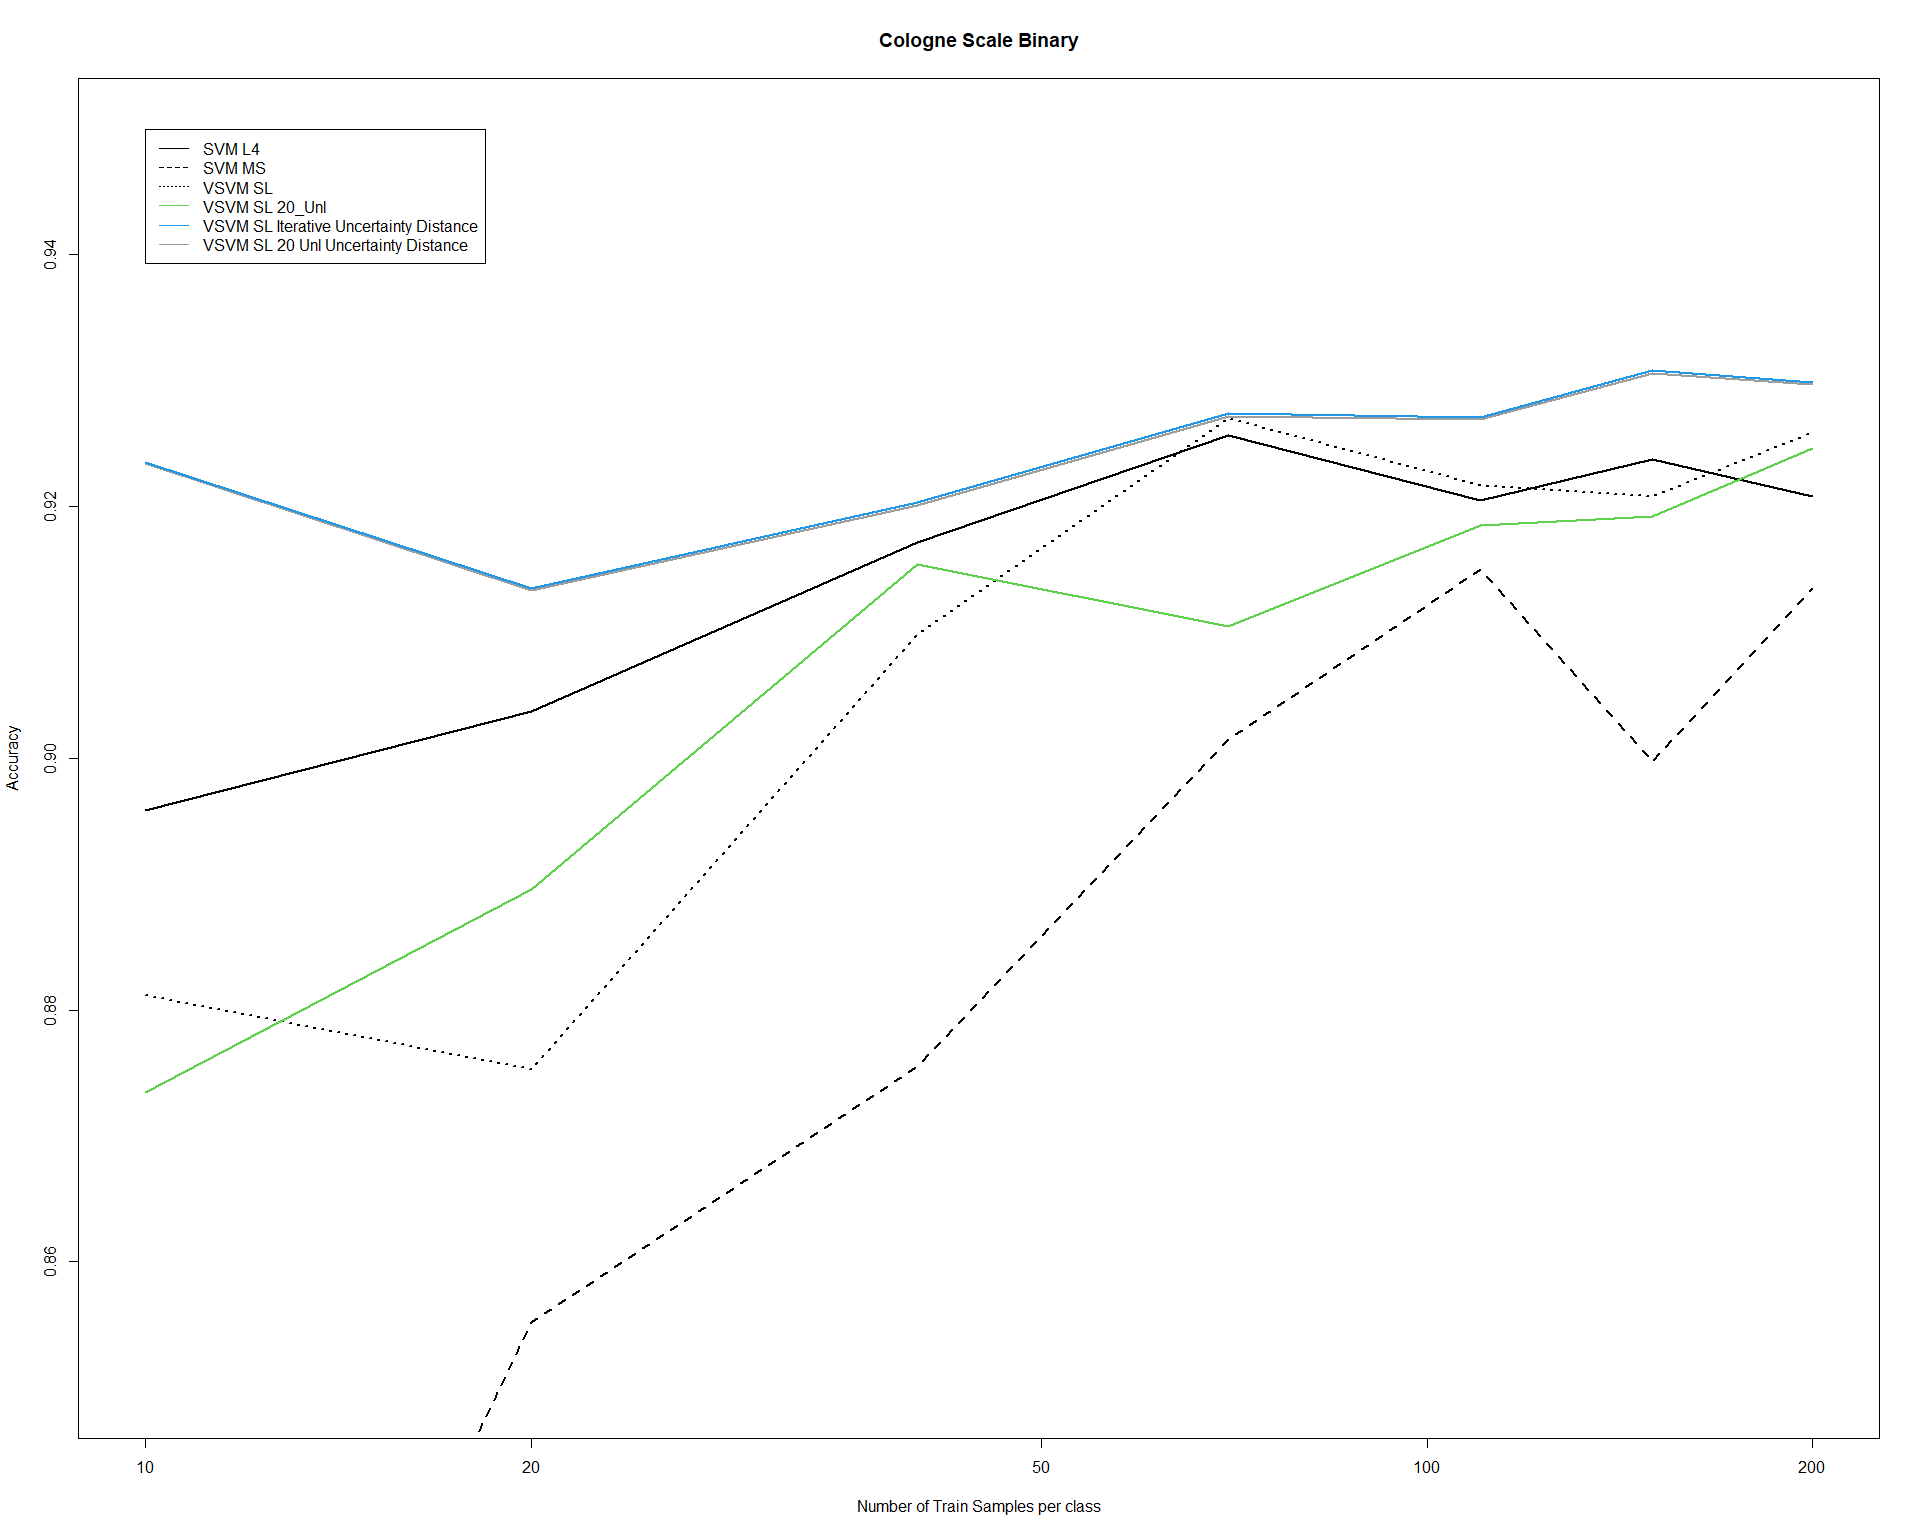 Cologne Scale Binary
SVM L4
SVM MS
VSVM SL
VSVM SL 20_Unl
VSVM SL Iterative Uncertainty Distance
VSVM SL 20 Unl Uncertainty Distance
0.94
0.92
0.90
0.88
0.86
Accuracy
10 20 50 100 200
Number of Train Samples per class